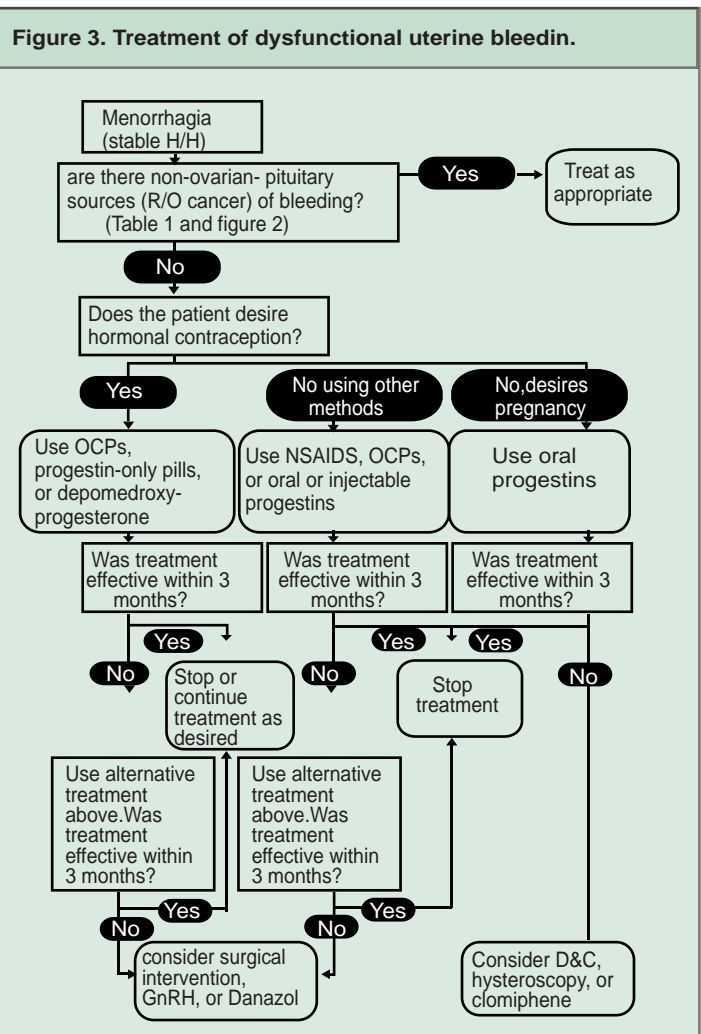 Figure 3. Treatment of dysfunctional uterine bleedin.
Menorrhagia
(stable H/H)
are there non-ovarian- pituitary
sources (R/O cancer) of bleeding?
(Table 1 and figure 2)
Yes
Treat as
appropriate
No
Does the patient desire
hormonal contraception?
Yes
No using other
methods
No,desires
pregnancy
Use OCPs,
progestin-only pills,
or depomedroxy-
progesterone
Use NSAIDS, OCPs,
or oral or injectable
progestins
Use oral
progestins
Was treatment
effective within 3
months?
Was treatment
effective within 3
months?
Was treatment
effective within 3
months?
Yes
No
Stop or
continue
treatment as
desired
Yes
Yes
No
Stop
treatment
No
Use alternative
treatment
above.Was
treatment
effective within
3 months?
Use alternative
treatment
above.Was
treatment
effective within
3 months?
Yes
No
Yes
No
consider surgical
intervention,
GnRH, or Danazol
Consider D&C,
hysteroscopy, or
clomiphene